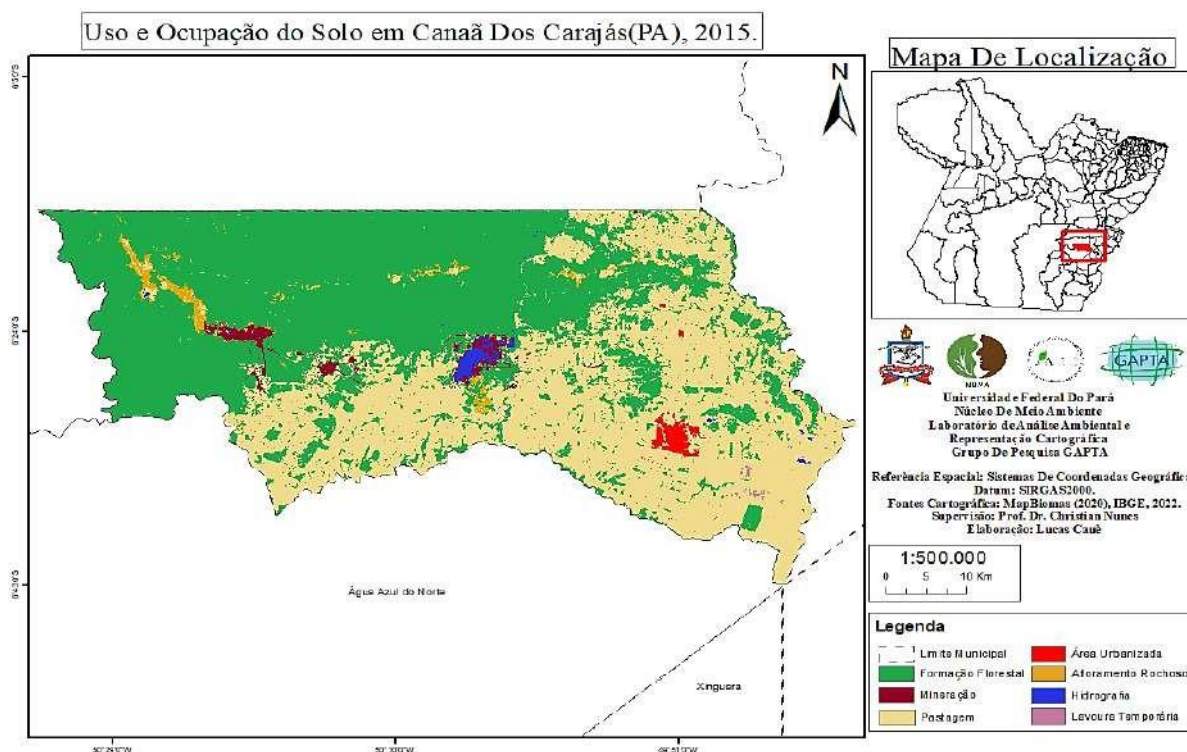 Uso e Ocupação do Solo em Canaã Dos Carajás(PA), 2015.
N
Água Azul do Norte
Xinguara
Mapa De Localização
NUMA
GAPTA
Universidade Federal Do Pará
Núcleo De Meio Ambiente
Laboratório de Análise Ambiental e
Representação Cartográfica
Grupo De Pesquisa GAPTA
Referência Espacial: Sistemas De Coordenadas Geográfica
Datum: SIRGAS2000.
Fontes Cartográfica: MapBiomas (2020), IBGE, 2022.
Supervisão: Prof. Dr. Christian Nunes
Elaboração: Lucas Cauê
1:500.000
0 5 10 Km
Legenda
Limite Municipal
Formação Florestal
Mineração
Pastagem
Área Urbanizada
Aforamento Rochoso
Hidrografia
Lavoura Temporária